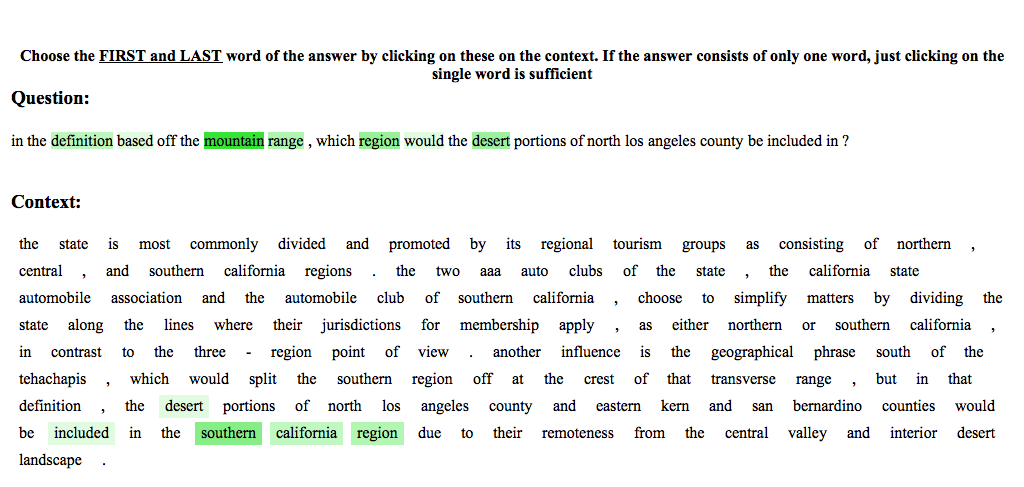 Choose the FIRST and LAST word of the answer by clicking on these on the context. If the answer consists of only one word, just clicking on the
single word is sufficient
Question:
in the definition based off the mountain range , which region would the desert portions of north los angeles county be included in ?
Context:
the state is most commonly divided and promoted by its regional tourism groups as consisting of northern ,
central , and southern california regions . the two aaa auto clubs of the state , the california state
automobile association and the automobile club of southern california , choose to simplify matters by dividing the
state along the lines where their jurisdictions for membership apply , as either northern or southern california ,
in contrast to the three - region point of view . another influence is the geographical phrase south of the
tehachapis , which would split the southern region off at the crest of that transverse range , but in that
definition , the desert portions of north los angeles county and eastern kern and san bernardino counties would
be included in the southern california region due to their remoteness from the central valley and interior desert
landscape .